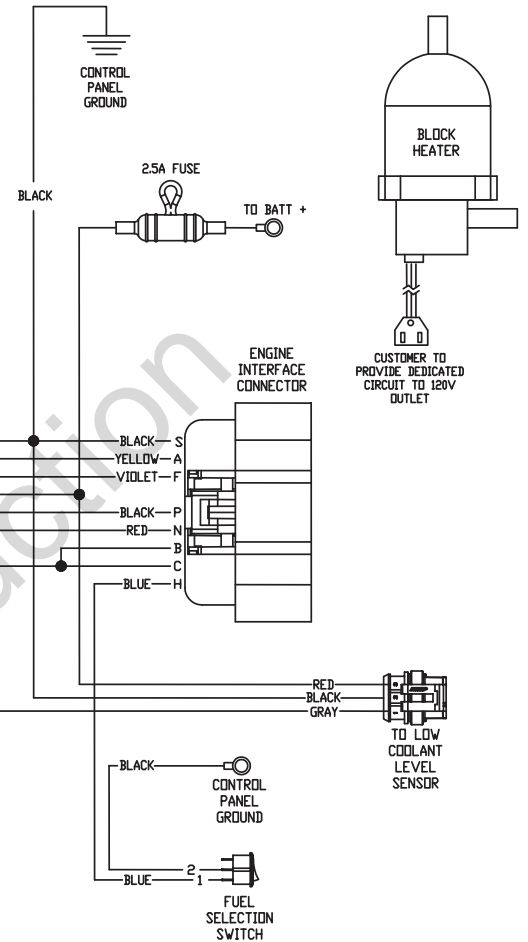 CONTROL
PANEL
GROUND
BLOCK
HEATER
2.5A FUSE
BLACK
TO BATT +
CUSTOMER TO
PROVIDE DEDICATED
CIRCUIT TO 120V
OUTLET
ENGINE
INTERFACE
CONNECTOR
BLACK S
YELLOW A
VIOLET F
BLACK P
RED N
B
C
BLUE H
uction
RED
BLACK
GRAY
TO LOW
COOLANT
LEVEL
SENSOR
BLACK
CONTROL
PANEL
GROUND
2
BLUE 1
FUEL
SELECTION
SWITCH